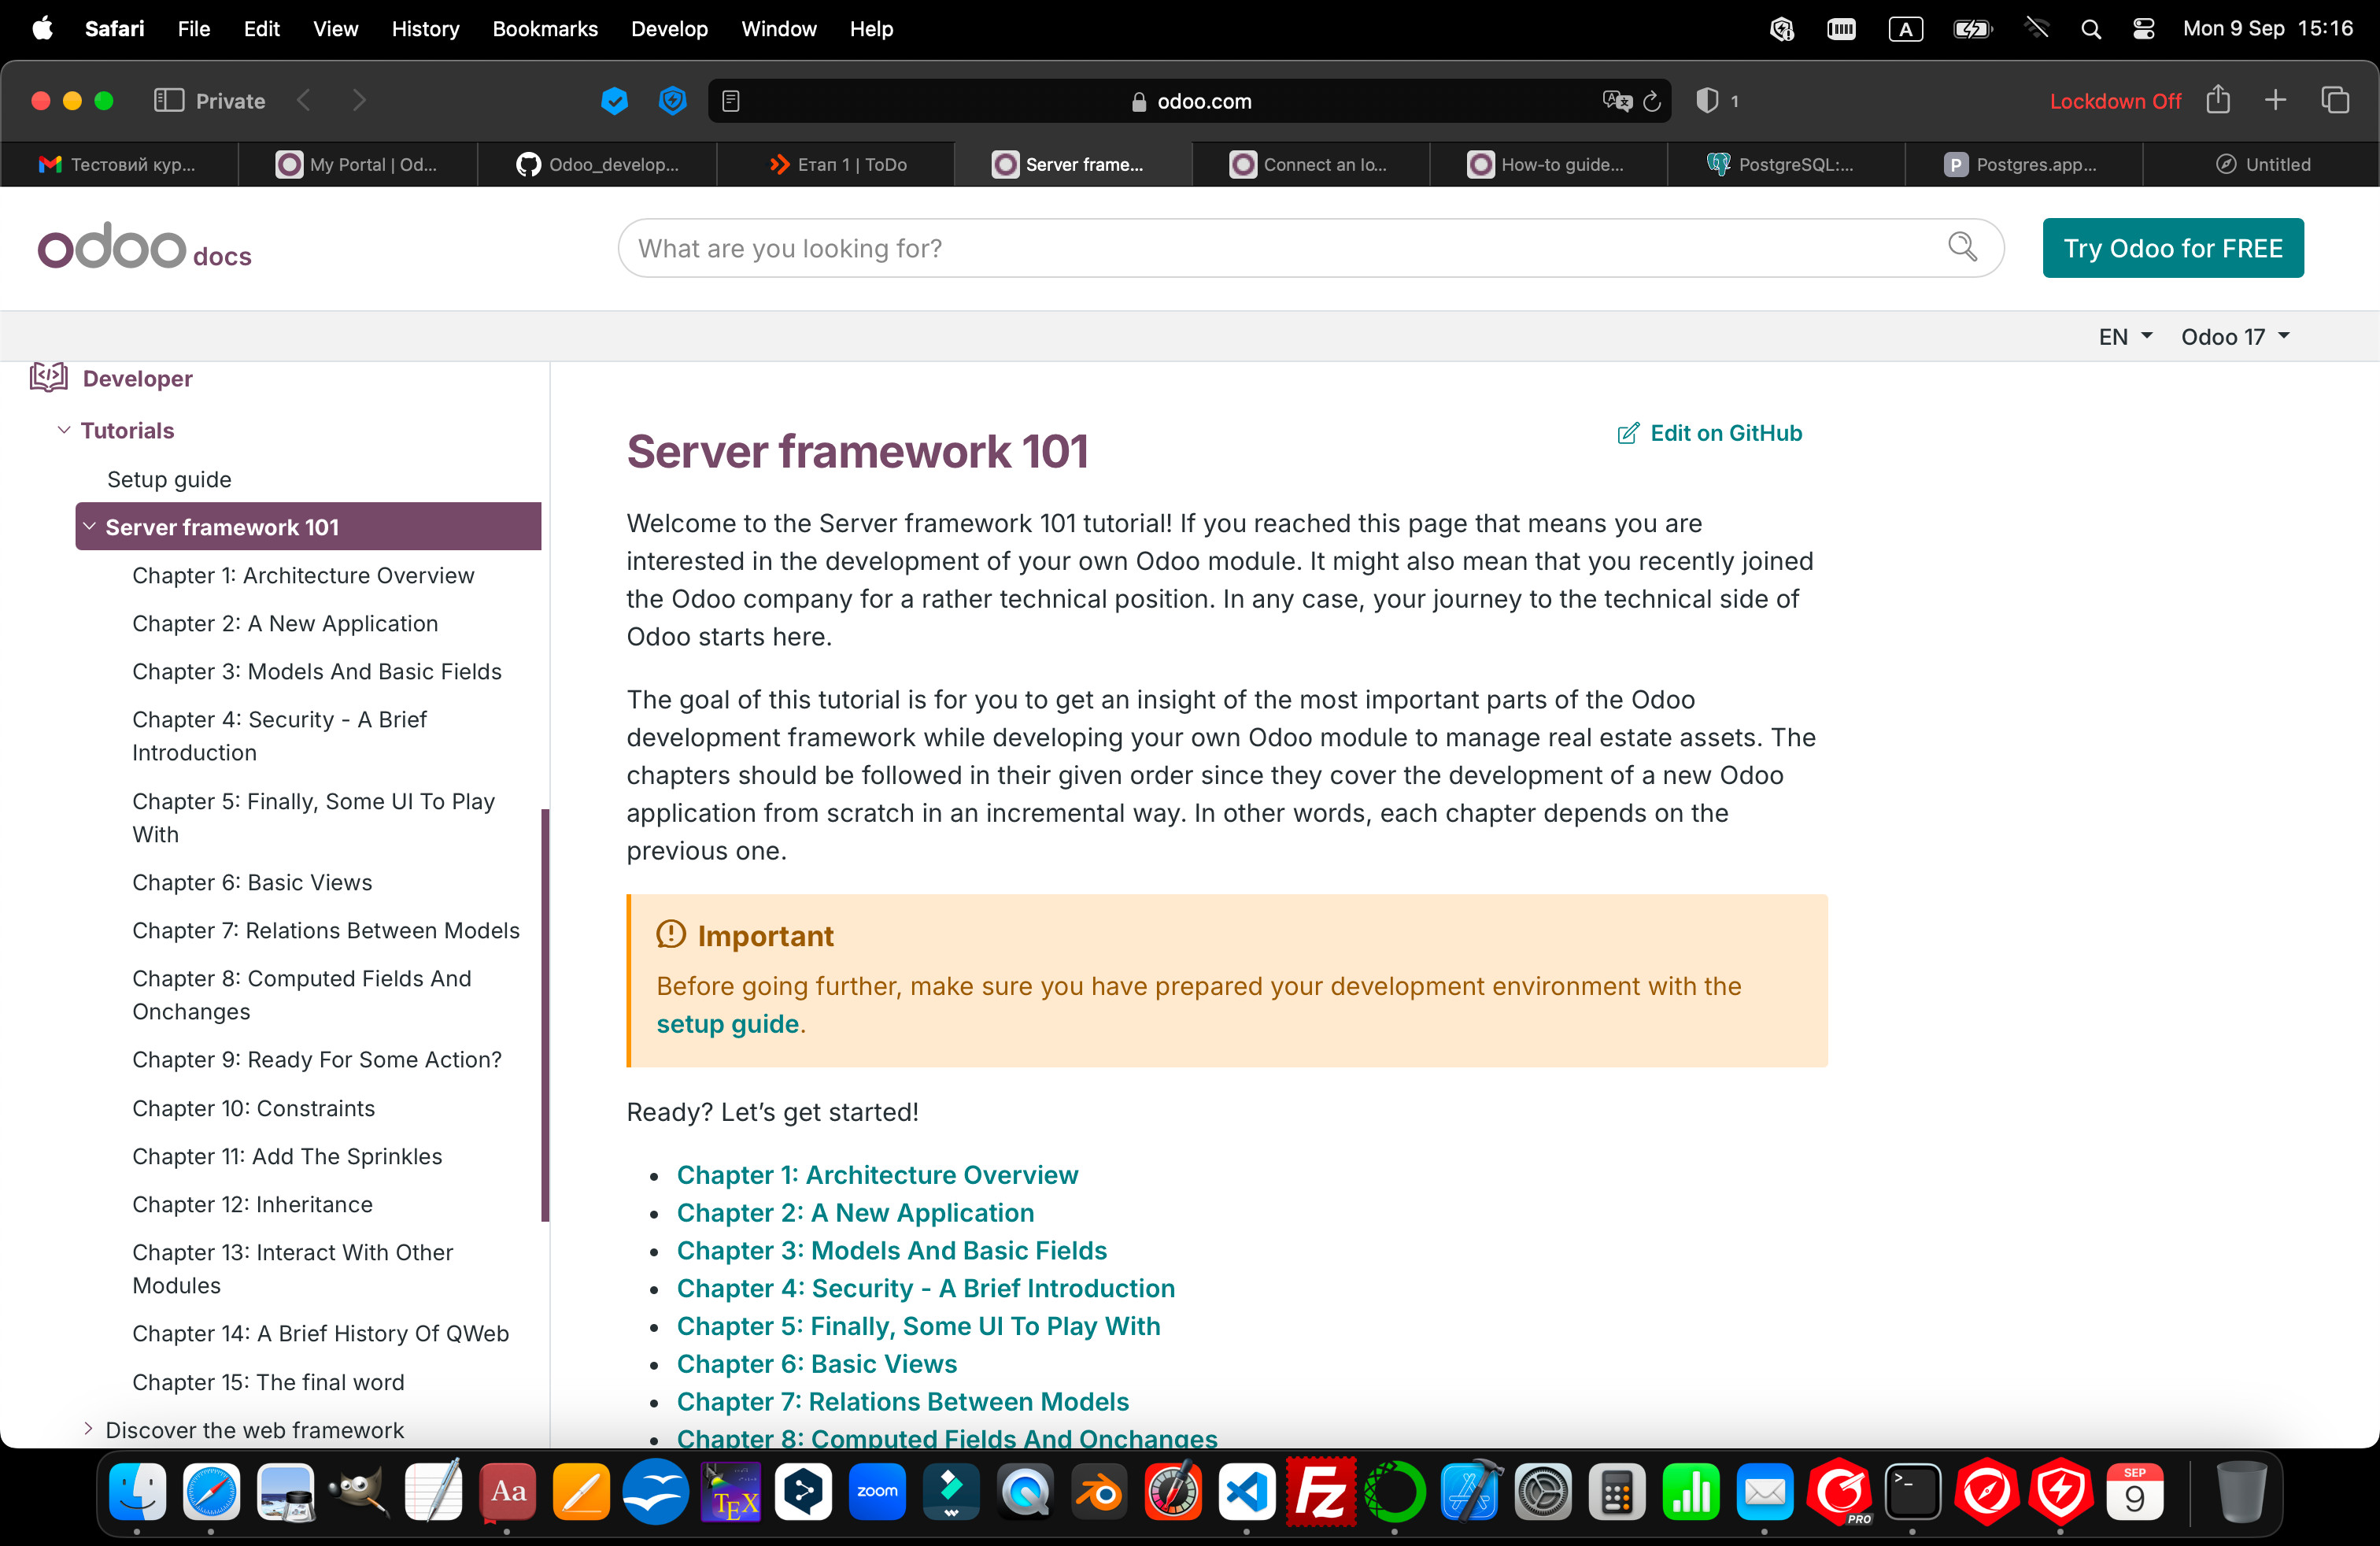 Safari File Edit View History Bookmarks Develop Window Help A Mon 9 Sep 15:16
Private odoo.com 1 Lockdown Off
Тестовий кур... My Portal | Od... Odoo_develop... Етап 1 | ToDo Server frame... Connect an Io... How-to guide... PostgreSQL:... P Postgres.app... Untitled
odoo docs What are you looking for? Try Odoo for FREE
EN Odoo 17
Developer
Tutorials
Setup guide
Server framework 101
Chapter 1: Architecture Overview
Chapter 2: A New Application
Chapter 3: Models And Basic Fields
Chapter 4: Security - A Brief
Introduction
Chapter 5: Finally, Some UI To Play
With
Chapter 6: Basic Views
Chapter 7: Relations Between Models
Chapter 8: Computed Fields And
Onchanges
Chapter 9: Ready For Some Action?
Chapter 10: Constraints
Chapter 11: Add The Sprinkles
Chapter 12: Inheritance
Chapter 13: Interact With Other
Modules
Chapter 14: A Brief History Of QWeb
Chapter 15: The final word
Discover the web framework
Server framework 101
Edit on GitHub
Welcome to the Server framework 101 tutorial! If you reached this page that means you are
interested in the development of your own Odoo module. It might also mean that you recently joined
the Odoo company for a rather technical position. In any case, your journey to the technical side of
Odoo starts here.
The goal of this tutorial is for you to get an insight of the most important parts of the Odoo
development framework while developing your own Odoo module to manage real estate assets. The
chapters should be followed in their given order since they cover the development of a new Odoo
application from scratch in an incremental way. In other words, each chapter depends on the
previous one.
Important
Before going further, make sure you have prepared your development environment with the
setup guide.
Ready? Let’s get started!
• Chapter 1: Architecture Overview
• Chapter 2: A New Application
• Chapter 3: Models And Basic Fields
• Chapter 4: Security - A Brief Introduction
• Chapter 5: Finally, Some UI To Play With
• Chapter 6: Basic Views
• Chapter 7: Relations Between Models
• Chapter 8: Computed Fields And Onchanges
Aa TEX zoom Fz PRO SEP 9